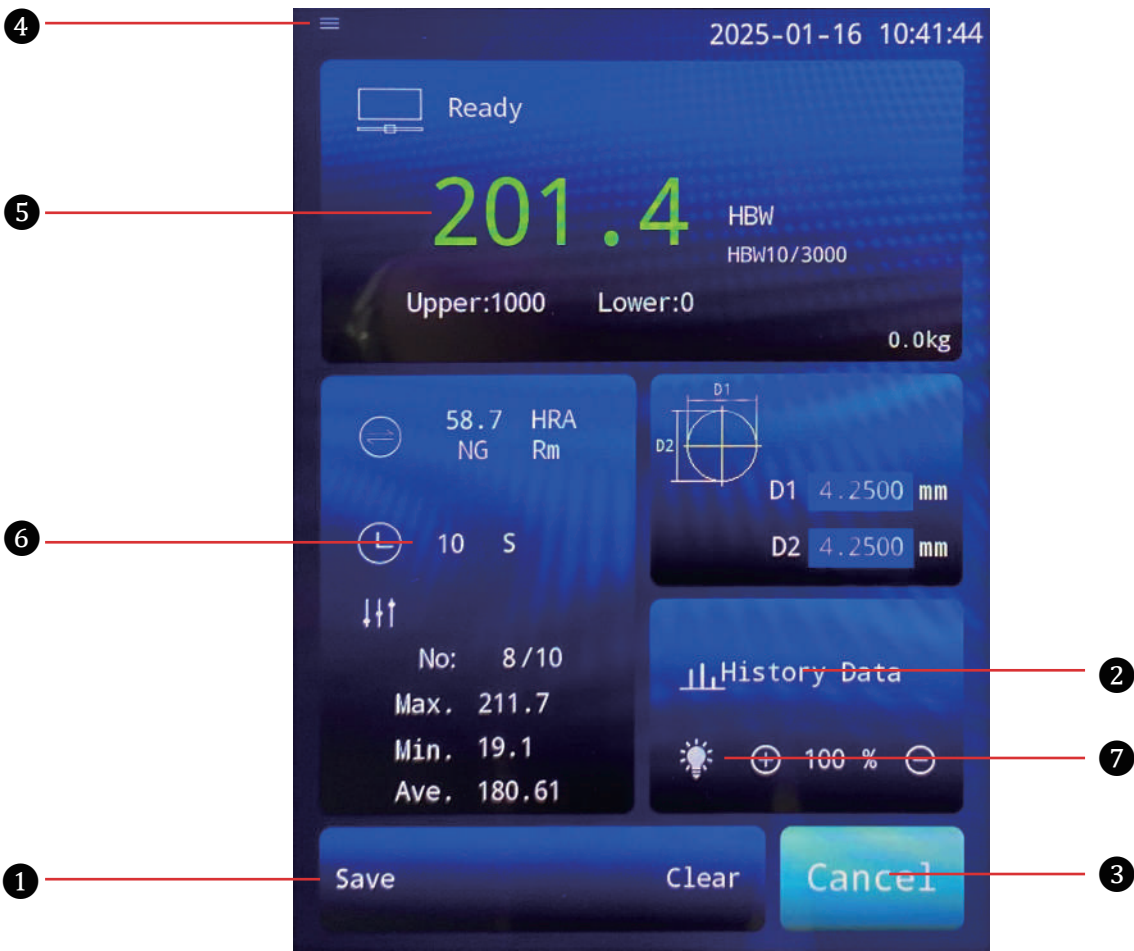 4
2025-01-16 10:41:44
Ready
5
201.4 HBW
HBW10/3000
Upper:1000 Lower:0
0.0kg
58.7 HRA
NG Rm
D1
D2
D1 4.2500 mm
D2 4.2500 mm
6
10 S
No: 8/10
Max. 211.7
Min. 19.1
Ave. 180.61
History Data
2
100 %
7
1
Save Clear
Cancel
3